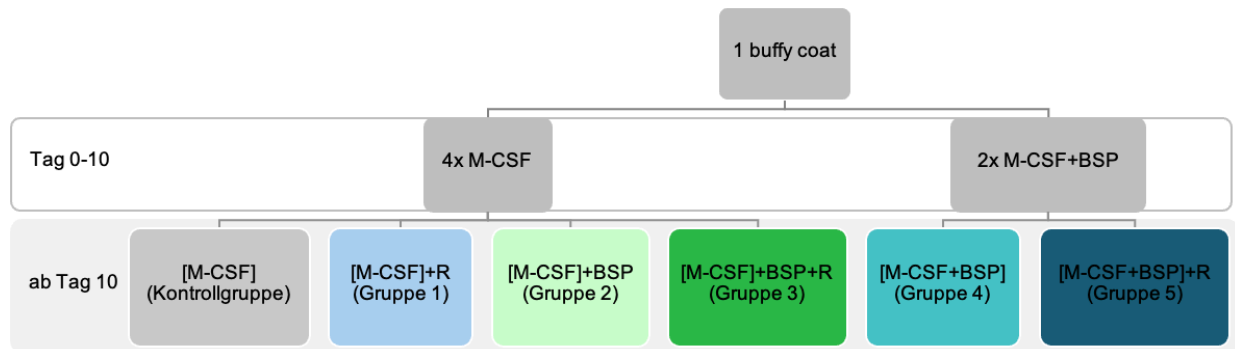 1 buffy coat
Tag 0-10
4x M-CSF
2x M-CSF+BSP
ab Tag 10
[M-CSF]
(Kontrollgruppe)
[M-CSF]+R
(Gruppe 1)
[M-CSF]+BSP
(Gruppe 2)
[M-CSF]+BSP+R
(Gruppe 3)
[M-CSF+BSP]
(Gruppe 4)
[M-CSF+BSP]+R
(Gruppe 5)